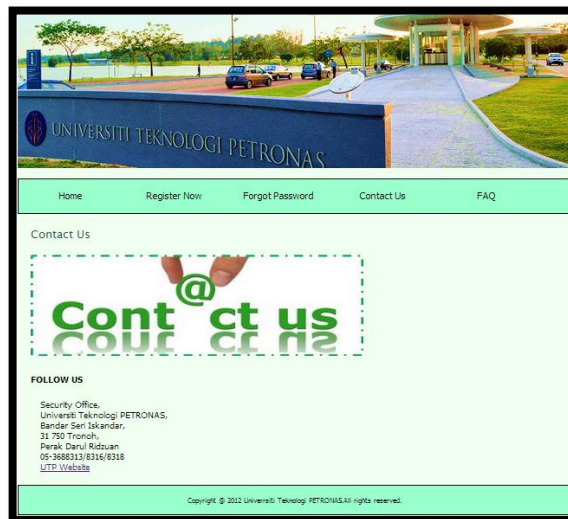 UNIVERSITI TEKNOLOGI PETRONAS
Home Register Now Forgot Password Contact Us FAQ
Contact Us
Cont@ct us
FOLLOW US
Security Office,
Universiti Teknologi PETRONAS,
Bandar Seri Iskandar,
31 750 Tronoh,
Perak Darul Ridzuan
05-3688313/8316/8318
UTP Website
Copyright @ 2012 Univerrsiti Teknologi PETRONAS.All rights reserved.